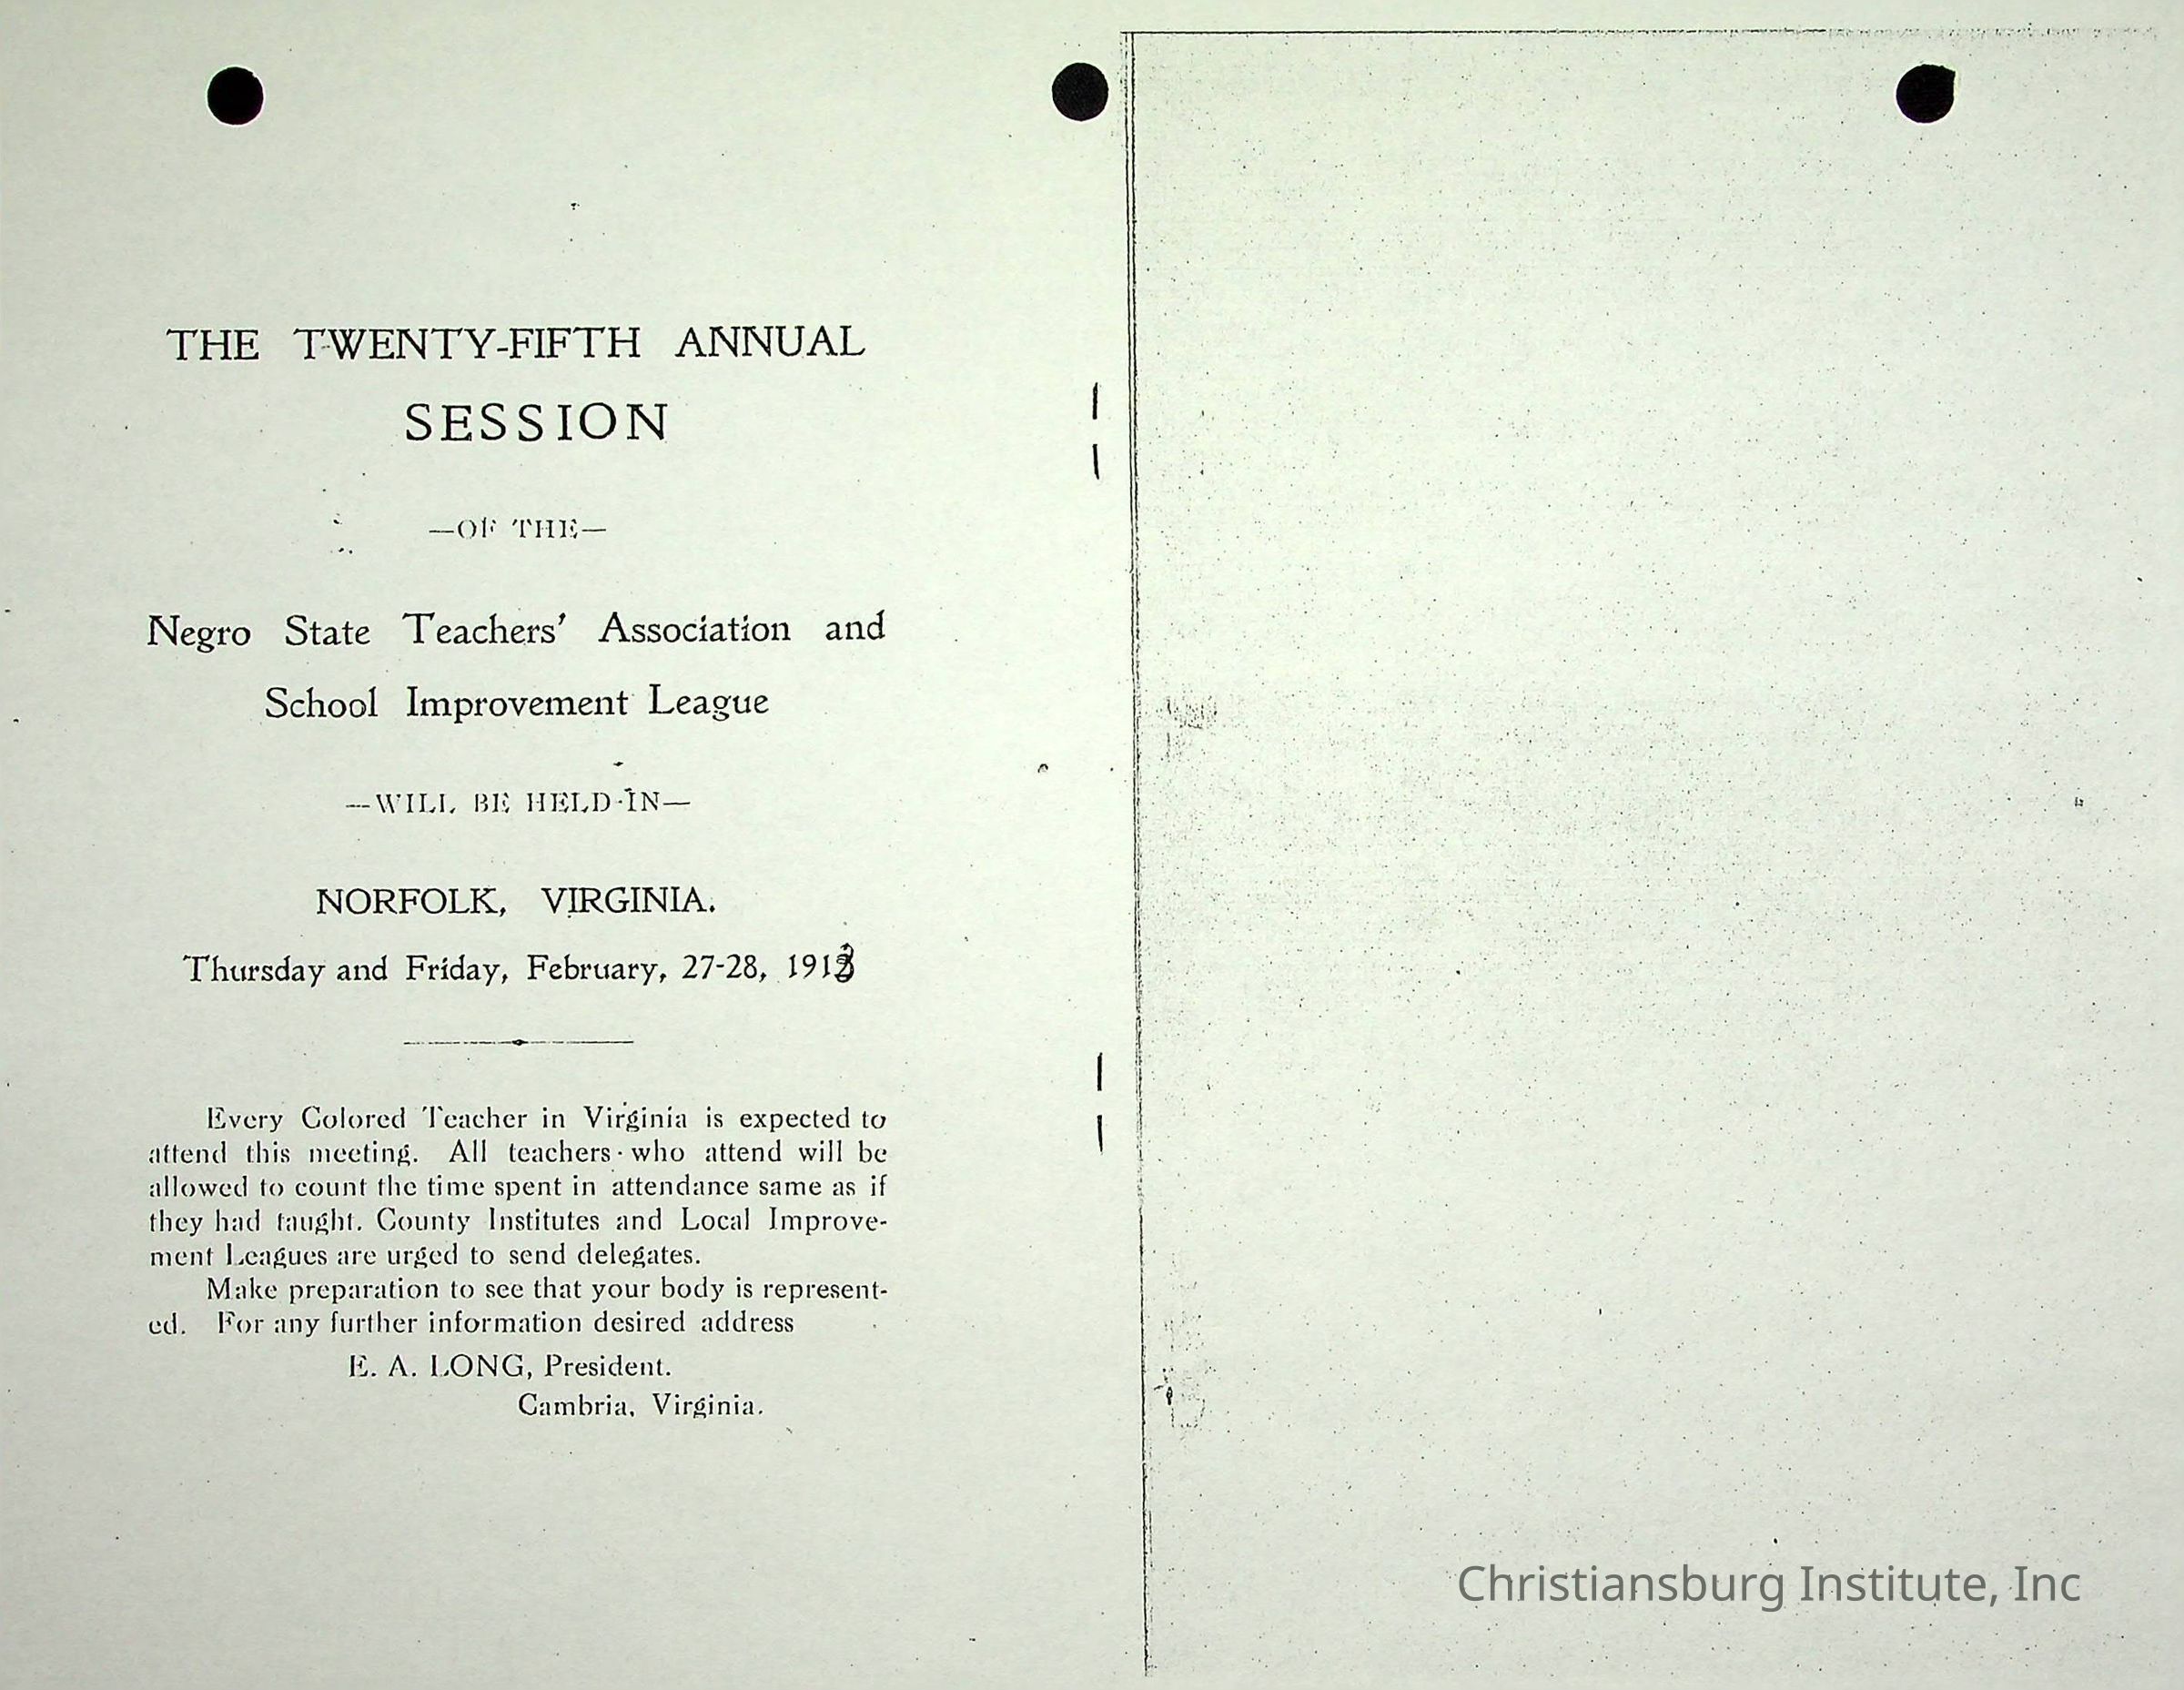 THE TWENTY-FIFTH ANNUAL
SESSION
—OF THE—
Negro State Teachers' Association and
School Improvement League
—WILL BE HELD IN—
NORFOLK, VIRGINIA.
Thursday and Friday, February, 27-28, 1913
Every Colored Teacher in Virginia is expected to
attend this meeting. All teachers who attend will be
allowed to count the time spent in attendance same as if
they had taught. County Institutes and Local Improve-
ment Leagues are urged to send delegates.
Make preparation to see that your body is represent-
ed. For any further information desired address
E. A. LONG, President.
Cambria, Virginia.
Christiansburg Institute, Inc